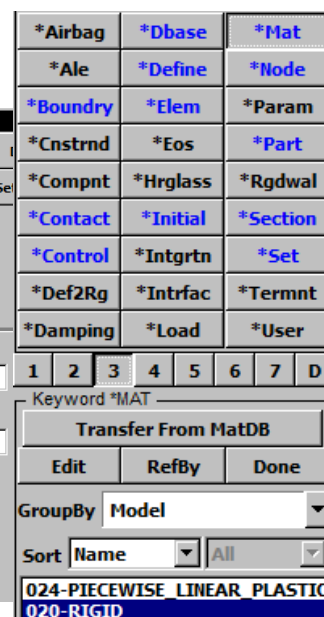 *Airbag *Dbase *Mat
*Ale *Define *Node
*Boundry *Elem *Param
*Cnstrnd *Eos *Part
*Compnt *Hrglass *Rgdwal
*Contact *Initial *Section
*Control *Intgrtn *Set
*Def2Rg *Intrfac *Termnt
*Damping *Load *User
1 2 3 4 5 6 7 D
Keyword *MAT
Transfer From MatDB
Edit RefBy Done
GroupBy Model
Sort Name All
024-PIECEWISE_LINEAR_PLASTIC
020-RIGID